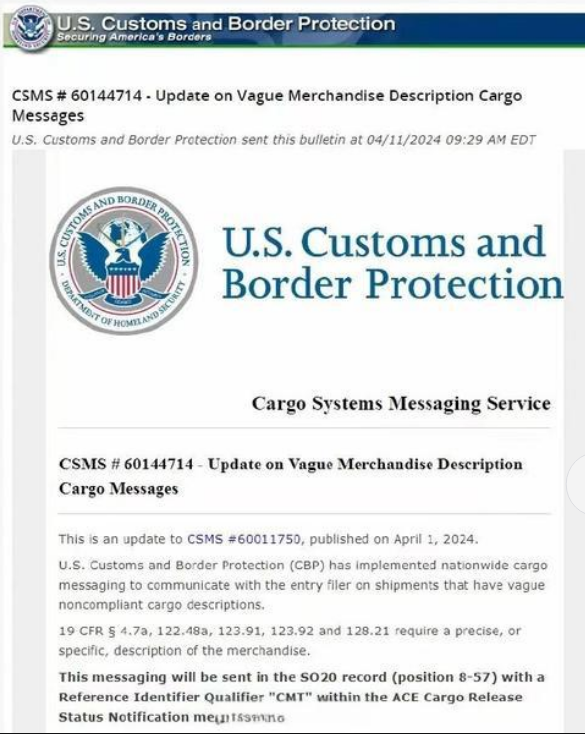 U.S. Customs and Border Protection
Securing America's Borders
CSMS # 60144714 - Update on Vague Merchandise Description Cargo
Messages
U.S. Customs and Border Protection sent this bulletin at 04/11/2024 09:29 AM EDT
U.S. CUSTOMS AND BORDER PROTECTION
DEPARTMENT OF HOMELAND SECURITY
U.S. Customs and
Border Protection
Cargo Systems Messaging Service
CSMS # 60144714 - Update on Vague Merchandise Description
Cargo Messages
This is an update to CSMS #60011750, published on April 1, 2024.
U.S. Customs and Border Protection (CBP) has implemented nationwide cargo
messaging to communicate with the entry filer on shipments that have vague
noncompliant cargo descriptions.
19 CFR § 4.7a, 122.48a, 123.91, 123.92 and 128.21 require a precise, or
specific, description of the merchandise.
This messaging will be sent in the SO20 record (position 8-57) with a
Reference Identifier Qualifier "CMT" within the ACE Cargo Release
Status Notification